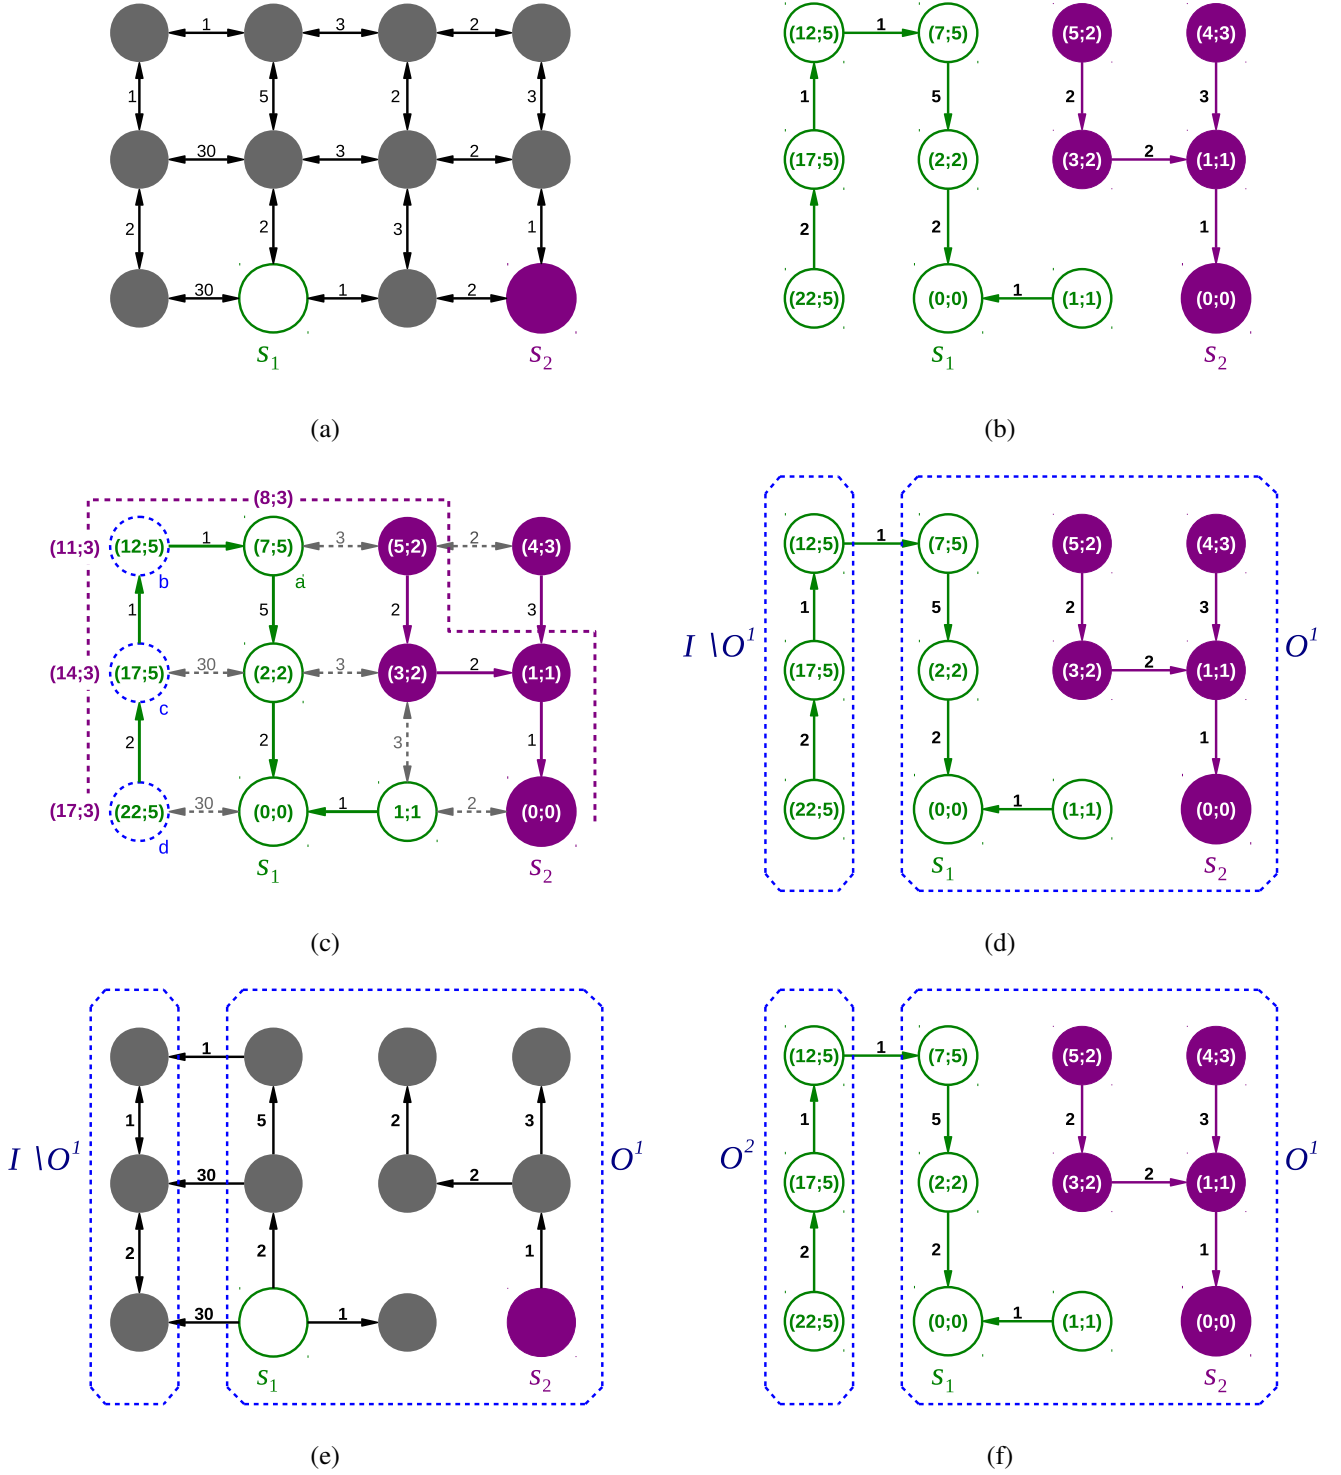 1 3 2
1 5 2 3
30 3 2
2 2 3 1
30 1 2
s1 s2
(a)
(12;5) 1 (7;5) (5;2) (4;3)
1 5 2 3
(17;5) (2;2) (3;2) 2 (1;1)
2 2 1
(22;5) (0;0) 1 (1;1) (0;0)
s1 s2
(b)
(8;3)
(11;3) (12;5) 1 (7;5) 3 (5;2) 2 (4;3)
b a
1 5 2 3
(14;3) (17;5) 30 (2;2) 3 (3;2) 2 (1;1)
c
2 2 3 1
(17;3) (22;5) 30 (0;0) 1 1;1 2 (0;0)
d
s1 s2
(c)
(12;5) 1 (7;5) (5;2) (4;3)
1 5 2 3
I \O1 O1
(17;5) (2;2) (3;2) 2 (1;1)
2 2 1
(22;5) (0;0) 1 (1;1) (0;0)
s1 s2
(d)
1
1 5 2 3
I \O1 O1
30 2
2 2 1
30 1
s1 s2
(e)
(12;5) 1 (7;5) (5;2) (4;3)
1 5 2 3
O2 O1
(17;5) (2;2) (3;2) 2 (1;1)
2 2 1
(22;5) (0;0) 1 (1;1) (0;0)
s1 s2
(f)